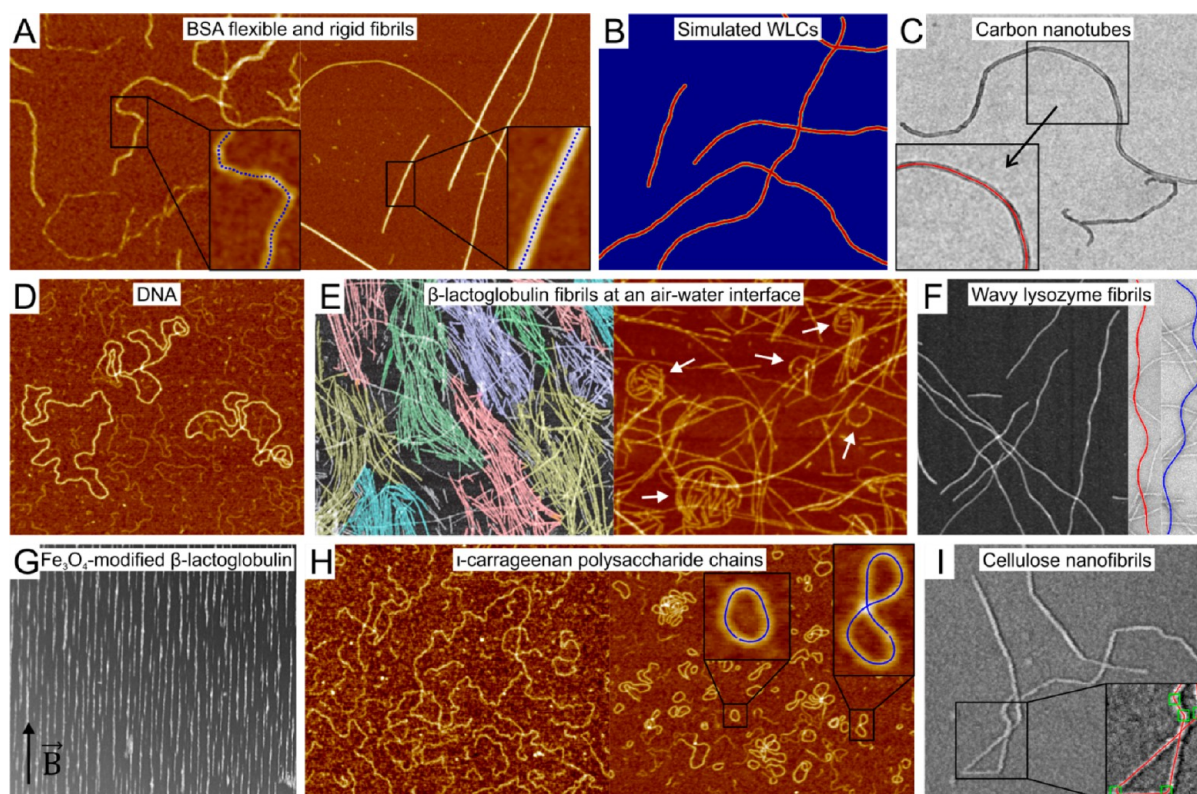 A BSA flexible and rigid fibrils
B Simulated WLCs
C Carbon nanotubes
D DNA
E β-lactoglobulin fibrils at an air-water interface
F Wavy lysozyme fibrils
G Fe₃O₄-modified β-lactoglobulin
B⃗
H ι-carrageenan polysaccharide chains
I Cellulose nanofibrils